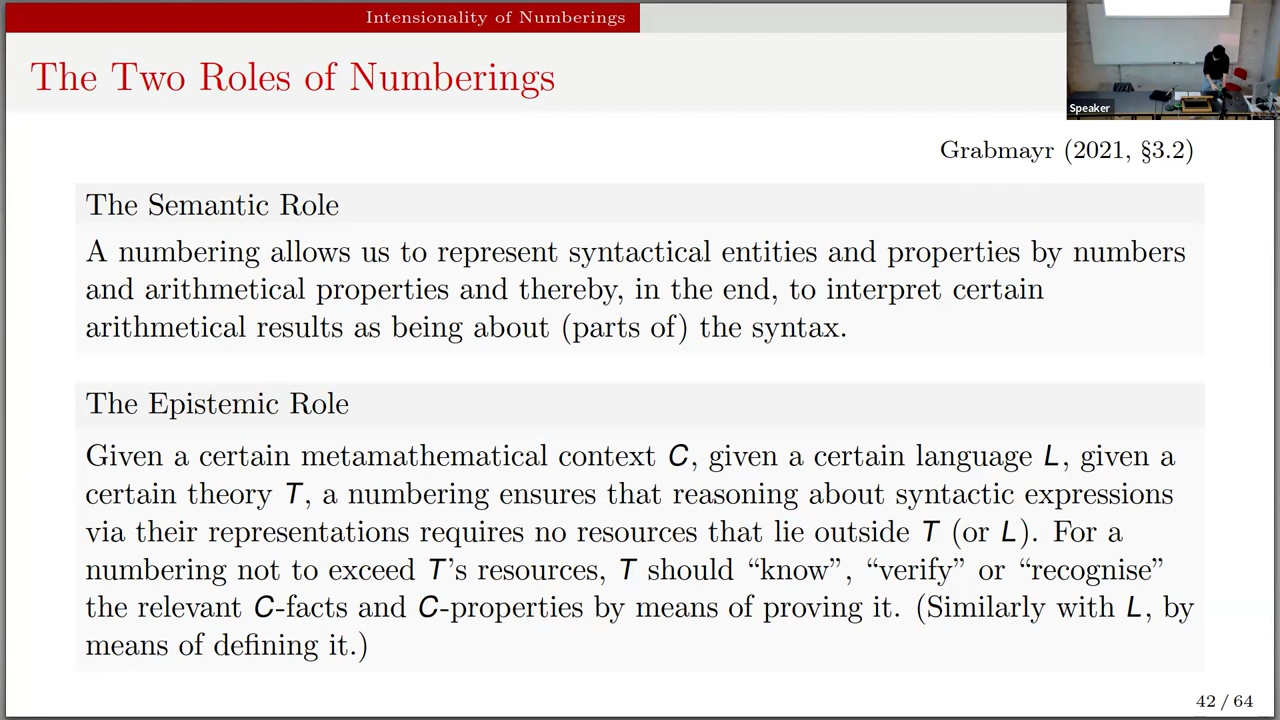 Intensionality of Numberings
The Two Roles of Numberings
Speaker
Grabmayr (2021, §3.2)
The Semantic Role
A numbering allows us to represent syntactical entities and properties by numbers
and arithmetical properties and thereby, in the end, to interpret certain
arithmetical results as being about (parts of) the syntax.
The Epistemic Role
Given a certain metamathematical context C, given a certain language L, given a
certain theory T, a numbering ensures that reasoning about syntactic expressions
via their representations requires no resources that lie outside T (or L). For a
numbering not to exceed T's resources, T should “know”, “verify” or “recognise”
the relevant C-facts and C-properties by means of proving it. (Similarly with L, by
means of defining it.)
42 / 64